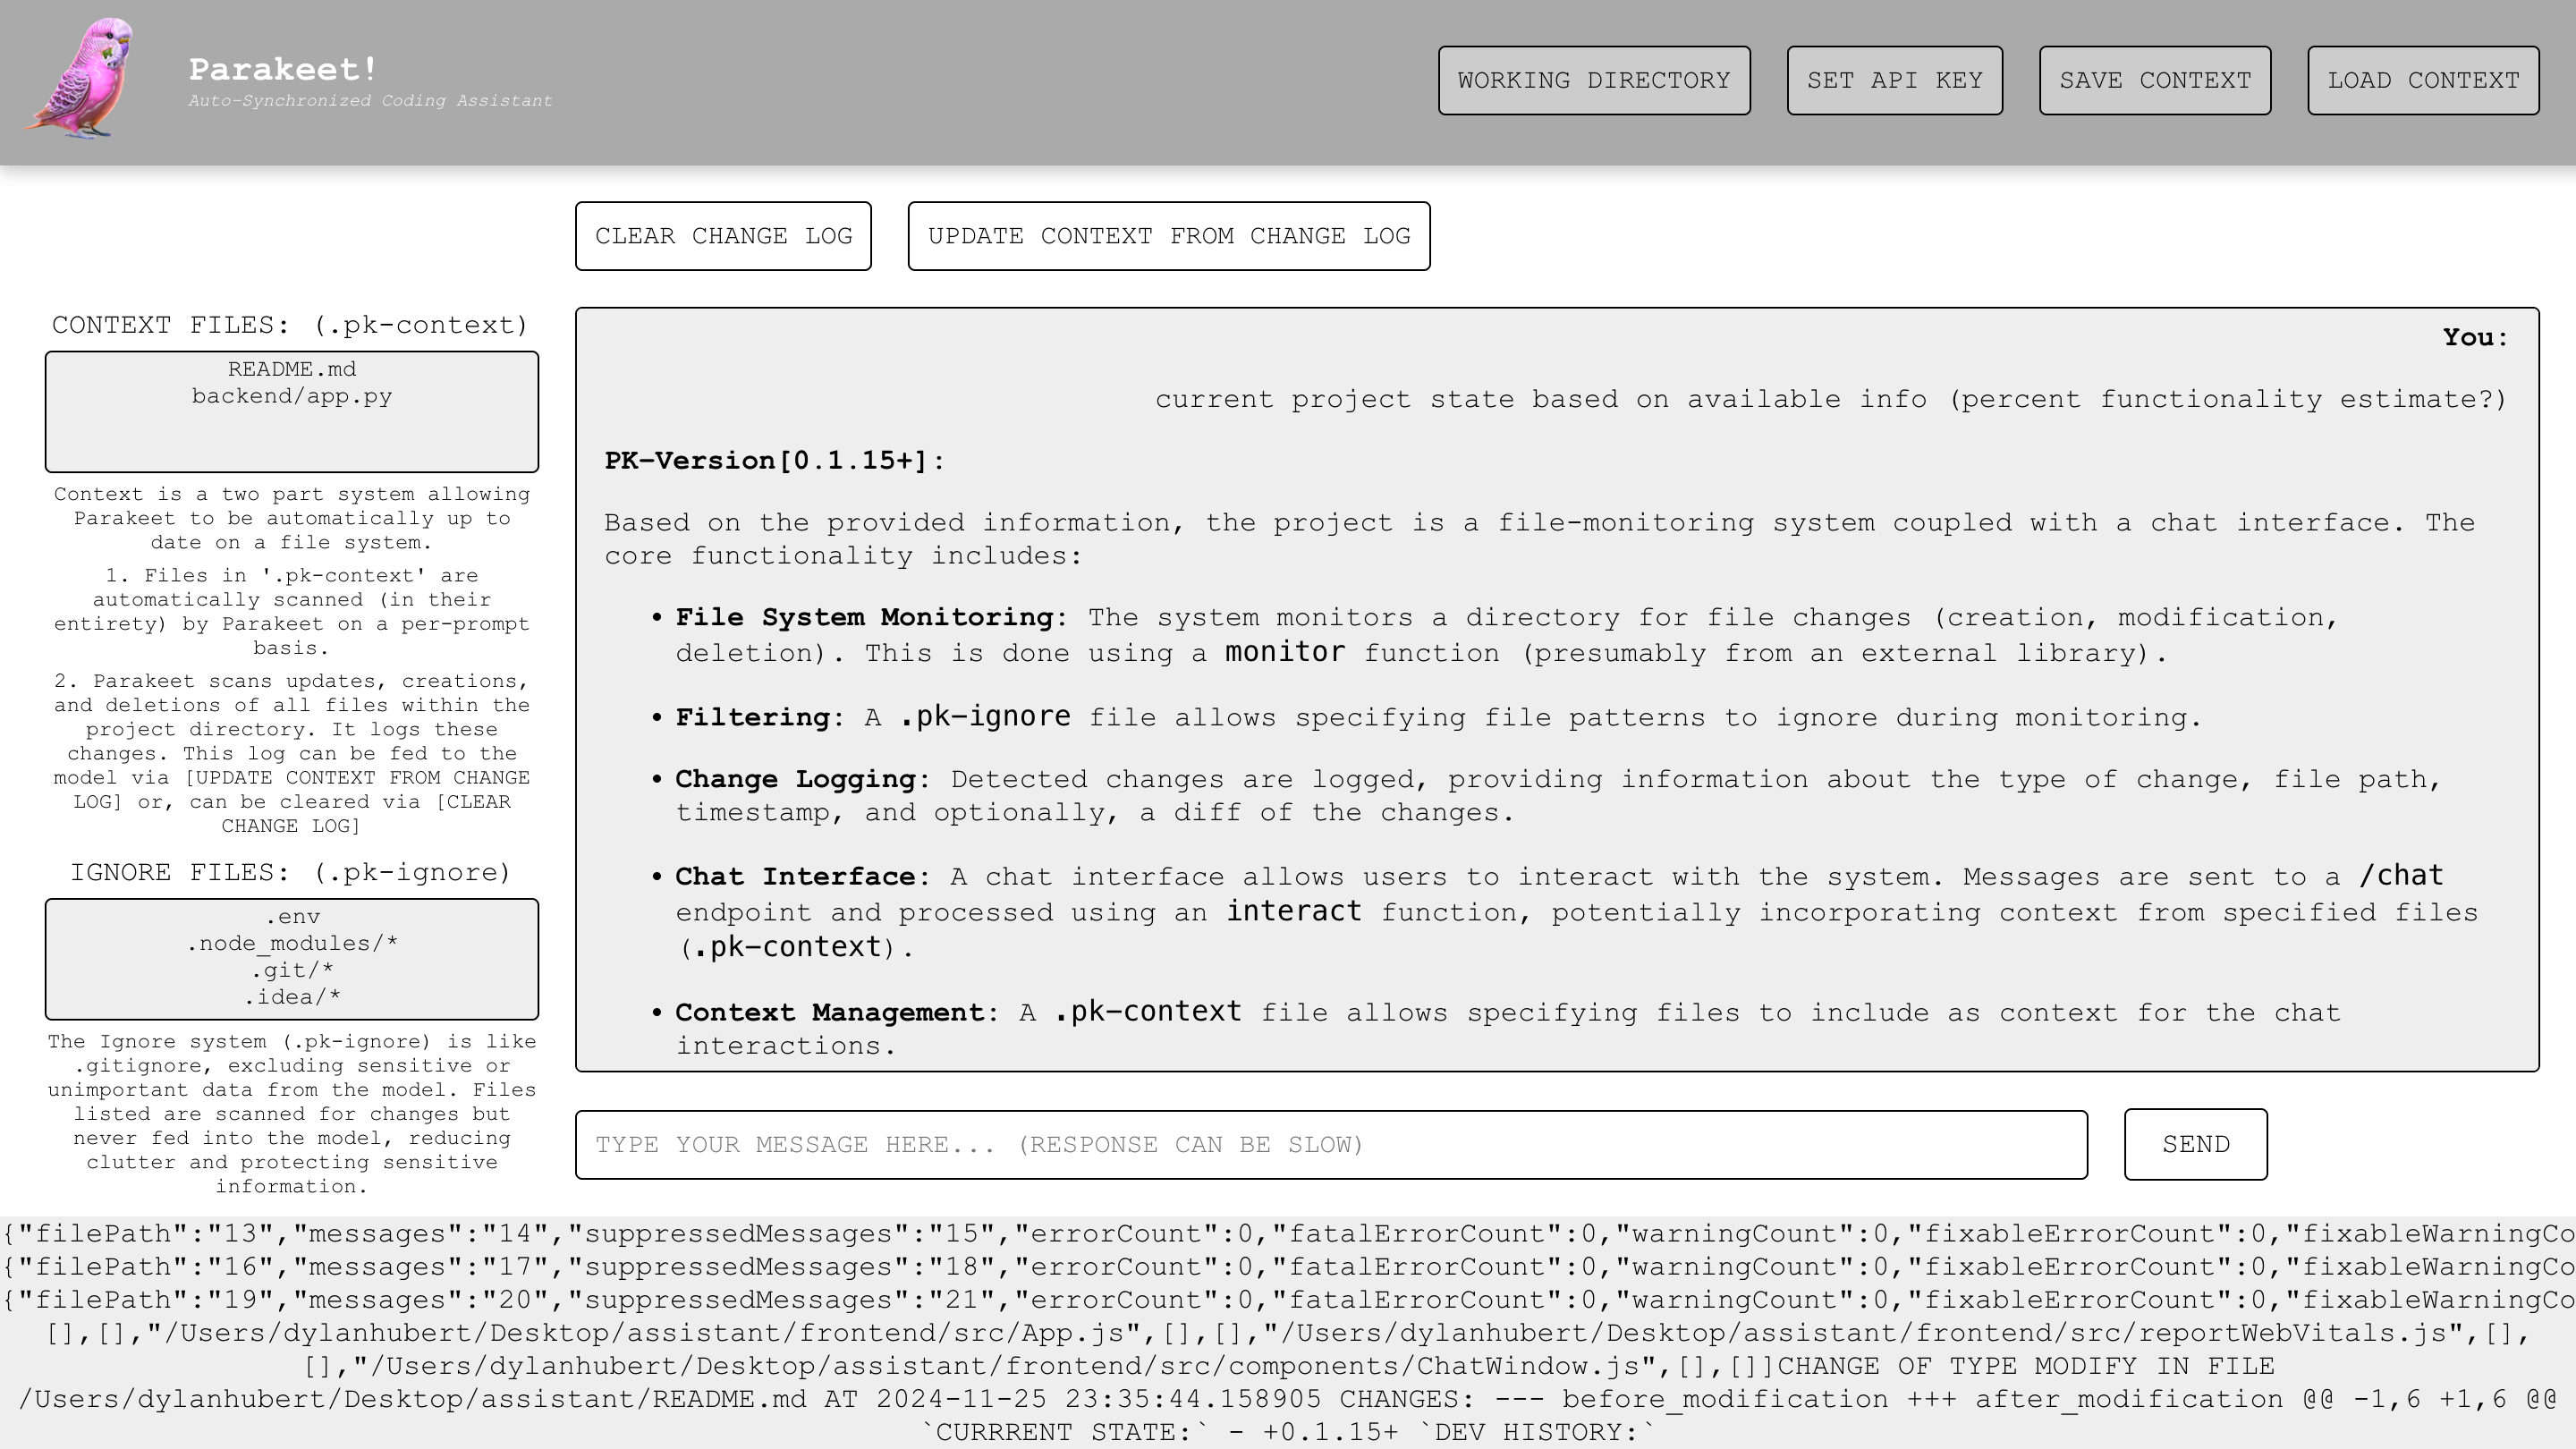 Parakeet!
Auto-Synchronized Coding Assistant
WORKING DIRECTORY
SET API KEY
SAVE CONTEXT
LOAD CONTEXT
CLEAR CHANGE LOG
UPDATE CONTEXT FROM CHANGE LOG
CONTEXT FILES: (.pk-context)
README.md
backend/app.py
Context is a two part system allowing
Parakeet to be automatically up to
date on a file system.
1. Files in '.pk-context' are
automatically scanned (in their
entirety) by Parakeet on a per-prompt
basis.
2. Parakeet scans updates, creations,
and deletions of all files within the
project directory. It logs these
changes. This log can be fed to the
model via [UPDATE CONTEXT FROM CHANGE
LOG] or, can be cleared via [CLEAR
CHANGE LOG]
IGNORE FILES: (.pk-ignore)
.env
.node_modules/*
.git/*
.idea/*
The Ignore system (.pk-ignore) is like
.gitignore, excluding sensitive or
unimportant data from the model. Files
listed are scanned for changes but
never fed into the model, reducing
clutter and protecting sensitive
information.
You:
current project state based on available info (percent functionality estimate?)
PK-Version[0.1.15+]:
Based on the provided information, the project is a file-monitoring system coupled with a chat interface. The
core functionality includes:
• File System Monitoring: The system monitors a directory for file changes (creation, modification,
deletion). This is done using a monitor function (presumably from an external library).
• Filtering: A .pk-ignore file allows specifying file patterns to ignore during monitoring.
• Change Logging: Detected changes are logged, providing information about the type of change, file path,
timestamp, and optionally, a diff of the changes.
• Chat Interface: A chat interface allows users to interact with the system. Messages are sent to a /chat
endpoint and processed using an interact function, potentially incorporating context from specified files
(.pk-context).
• Context Management: A .pk-context file allows specifying files to include as context for the chat
interactions.
TYPE YOUR MESSAGE HERE... (RESPONSE CAN BE SLOW)
SEND
{"filePath":"13","messages":"14","suppressedMessages":"15","errorCount":0,"fatalErrorCount":0,"warningCount":0,"fixableErrorCount":0,"fixableWarningCo
{"filePath":"16","messages":"17","suppressedMessages":"18","errorCount":0,"fatalErrorCount":0,"warningCount":0,"fixableErrorCount":0,"fixableWarningCo
{"filePath":"19","messages":"20","suppressedMessages":"21","errorCount":0,"fatalErrorCount":0,"warningCount":0,"fixableErrorCount":0,"fixableWarningCo
[],[],"/Users/dylanhubert/Desktop/assistant/frontend/src/App.js",[],[],"/Users/dylanhubert/Desktop/assistant/frontend/src/reportWebVitals.js",[],
[],"/Users/dylanhubert/Desktop/assistant/frontend/src/components/ChatWindow.js",[],[]]CHANGE OF TYPE MODIFY IN FILE
/Users/dylanhubert/Desktop/assistant/README.md AT 2024-11-25 23:35:44.158905 CHANGES: --- before_modification +++ after_modification @@ -1,6 +1,6 @@
`CURRRENT STATE:` - +0.1.15+ `DEV HISTORY:`